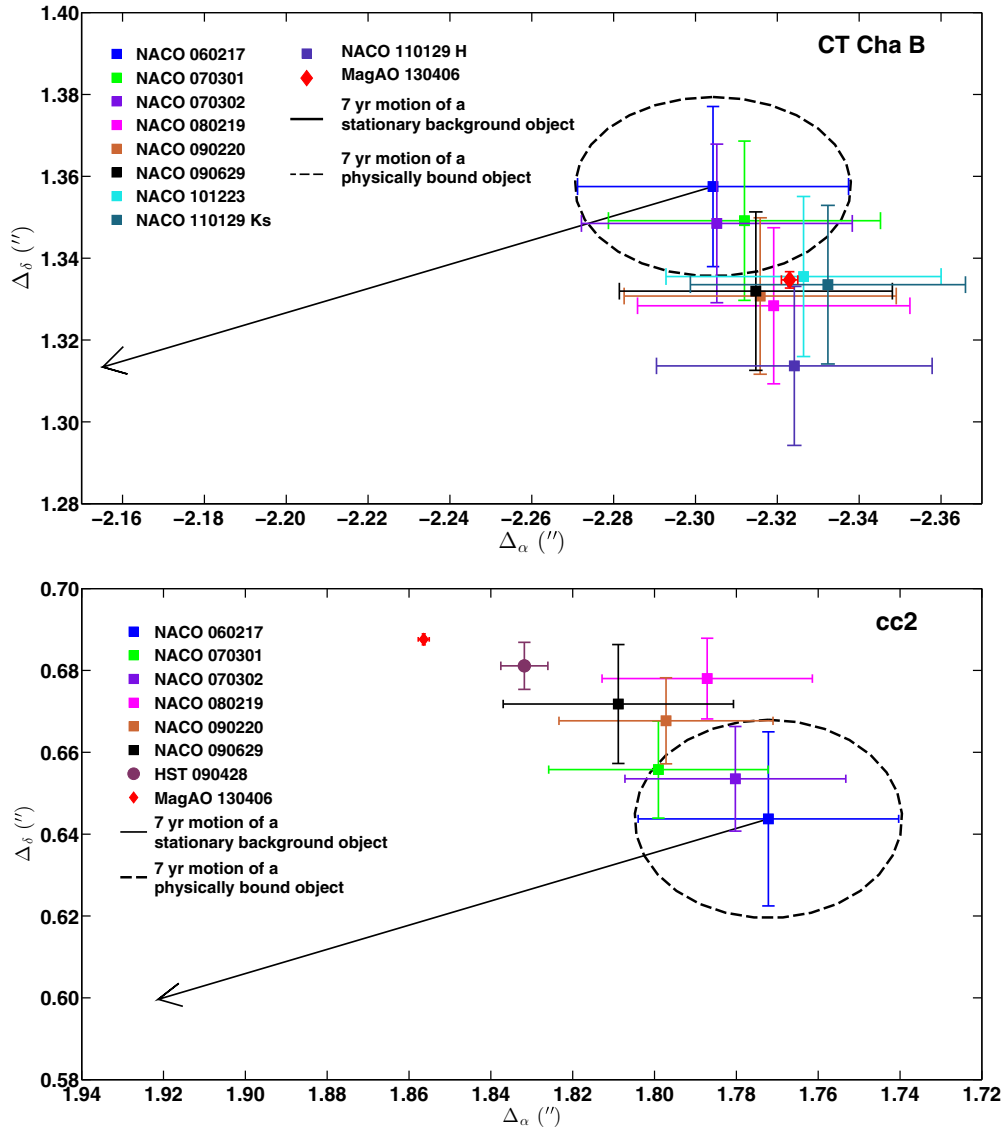 CT Cha B
NACO 060217
NACO 070301
NACO 070302
NACO 080219
NACO 090220
NACO 090629
NACO 101223
NACO 110129 Ks
NACO 110129 H
MagAO 130406
7 yr motion of a
stationary background object
7 yr motion of a
physically bound object
1.40
1.38
1.36
1.34
1.32
1.30
1.28
Δδ (″)
−2.16 −2.18 −2.20 −2.22 −2.24 −2.26 −2.28 −2.30 −2.32 −2.34 −2.36
Δα (″)
cc2
NACO 060217
NACO 070301
NACO 070302
NACO 080219
NACO 090220
NACO 090629
HST 090428
MagAO 130406
7 yr motion of a
stationary background object
7 yr motion of a
physically bound object
0.70
0.68
0.66
0.64
0.62
0.60
0.58
Δδ (″)
1.94 1.92 1.90 1.88 1.86 1.84 1.82 1.80 1.78 1.76 1.74 1.72
Δα (″)